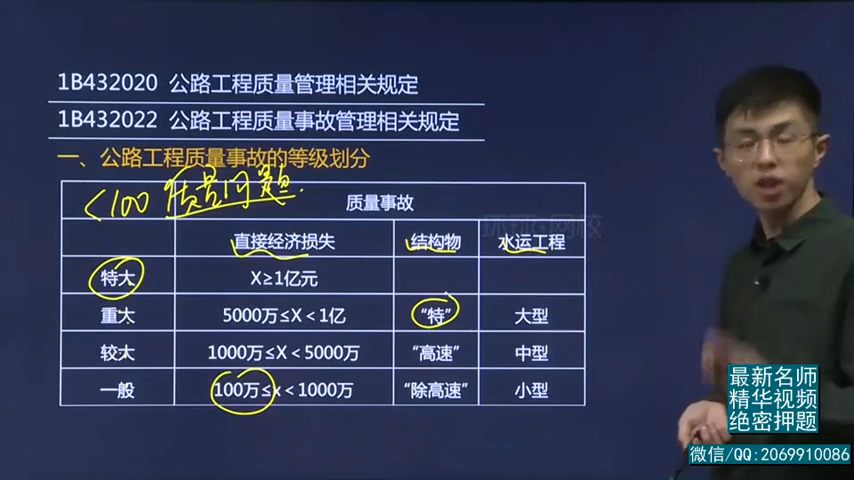 1B432020 公路工程质量管理相关规定
1B432022 公路工程质量事故管理相关规定
一、公路工程质量事故的等级划分
<100 质量问题.
质量事故
环球网校
直接经济损失 结构物 水运工程
特大 X≥1亿元
重大 5000万≤X<1亿 “特” 大型
较大 1000万≤X<5000万 “高速” 中型
一般 100万≤x<1000万 “除高速” 小型
最新名师
精华视频
绝密押题
微信/QQ:2069910086